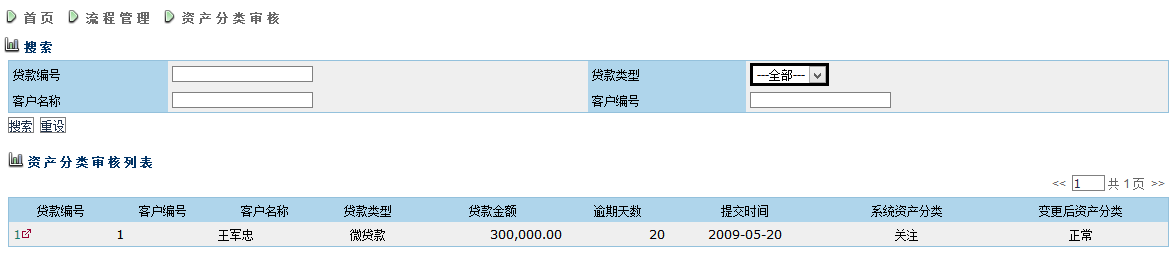 首页 流程管理 资产分类审核
搜索
贷款编号 贷款类型 ---全部---
客户名称 客户编号
搜索 重设
资产分类审核列表
<< 1 共 1 页 >>
贷款编号 客户编号 客户名称 贷款类型 贷款金额 逾期天数 提交时间 系统资产分类 变更后资产分类
1 1 王军忠 微贷款 300,000.00 20 2009-05-20 关注 正常